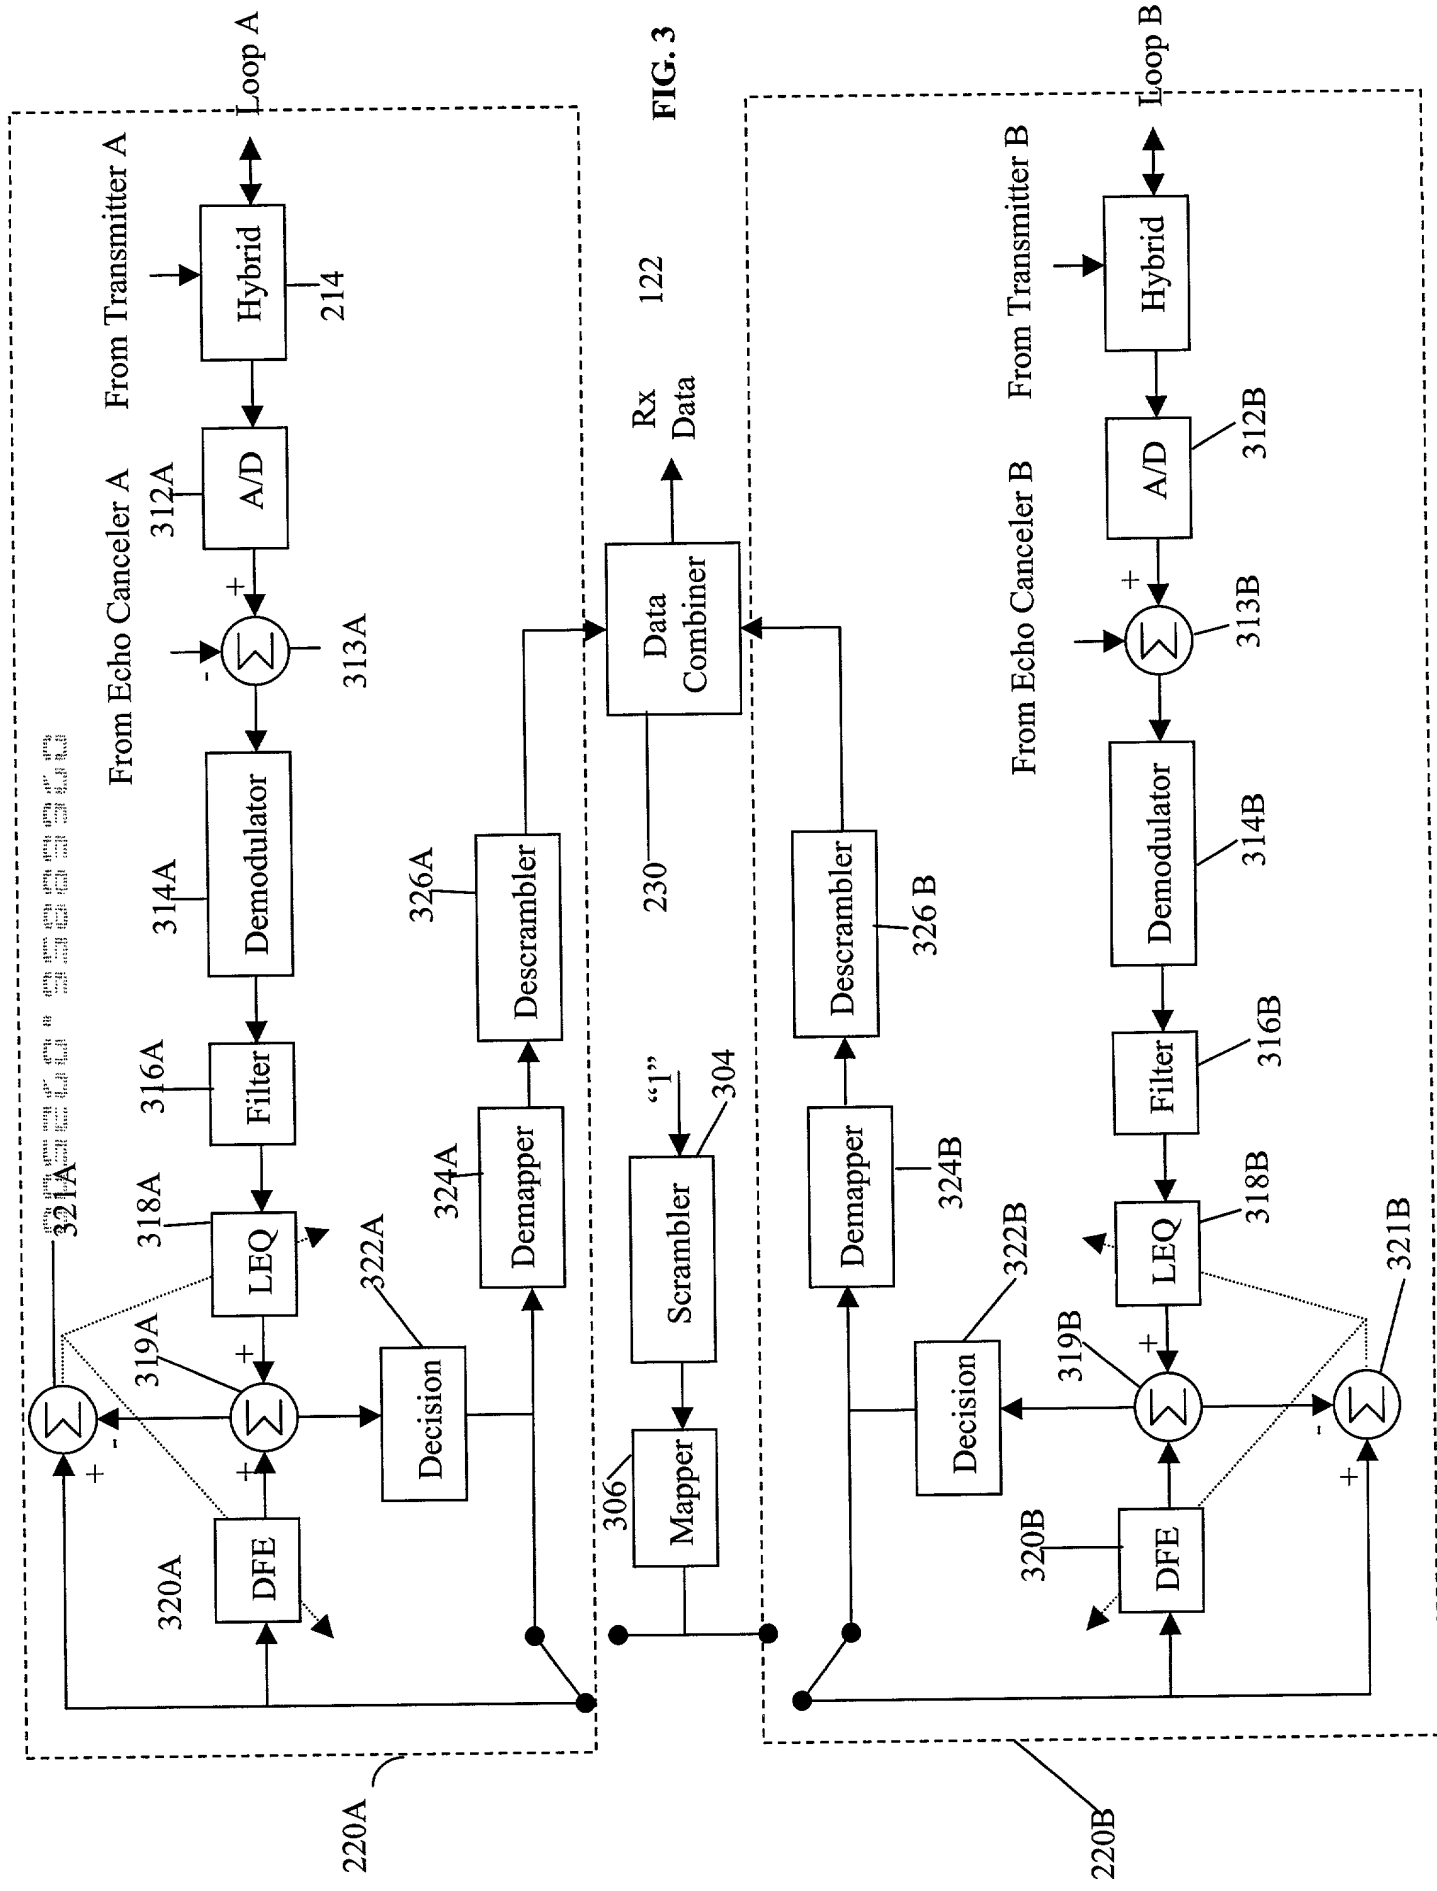 FIG. 3
From Transmitter A
Loop A
Hybrid
214
A/D
312A
From Echo Canceler A
+
-
Σ
313A
Demodulator
314A
Filter
316A
LEQ
318A
+
Σ
319A
+
DFE
320A
Σ
321A
+
-
Decision
322A
Demapper
324A
Descrambler
326A
220A
Rx
Data
122
Data
Combiner
230
“1”
Scrambler
304
Mapper
306
From Transmitter B
Loop B
Hybrid
A/D
312B
From Echo Canceler B
+
Σ
313B
Demodulator
314B
Filter
316B
LEQ
318B
+
Σ
319B
DFE
320B
Σ
321B
+
-
Decision
322B
Demapper
324B
Descrambler
326 B
220B